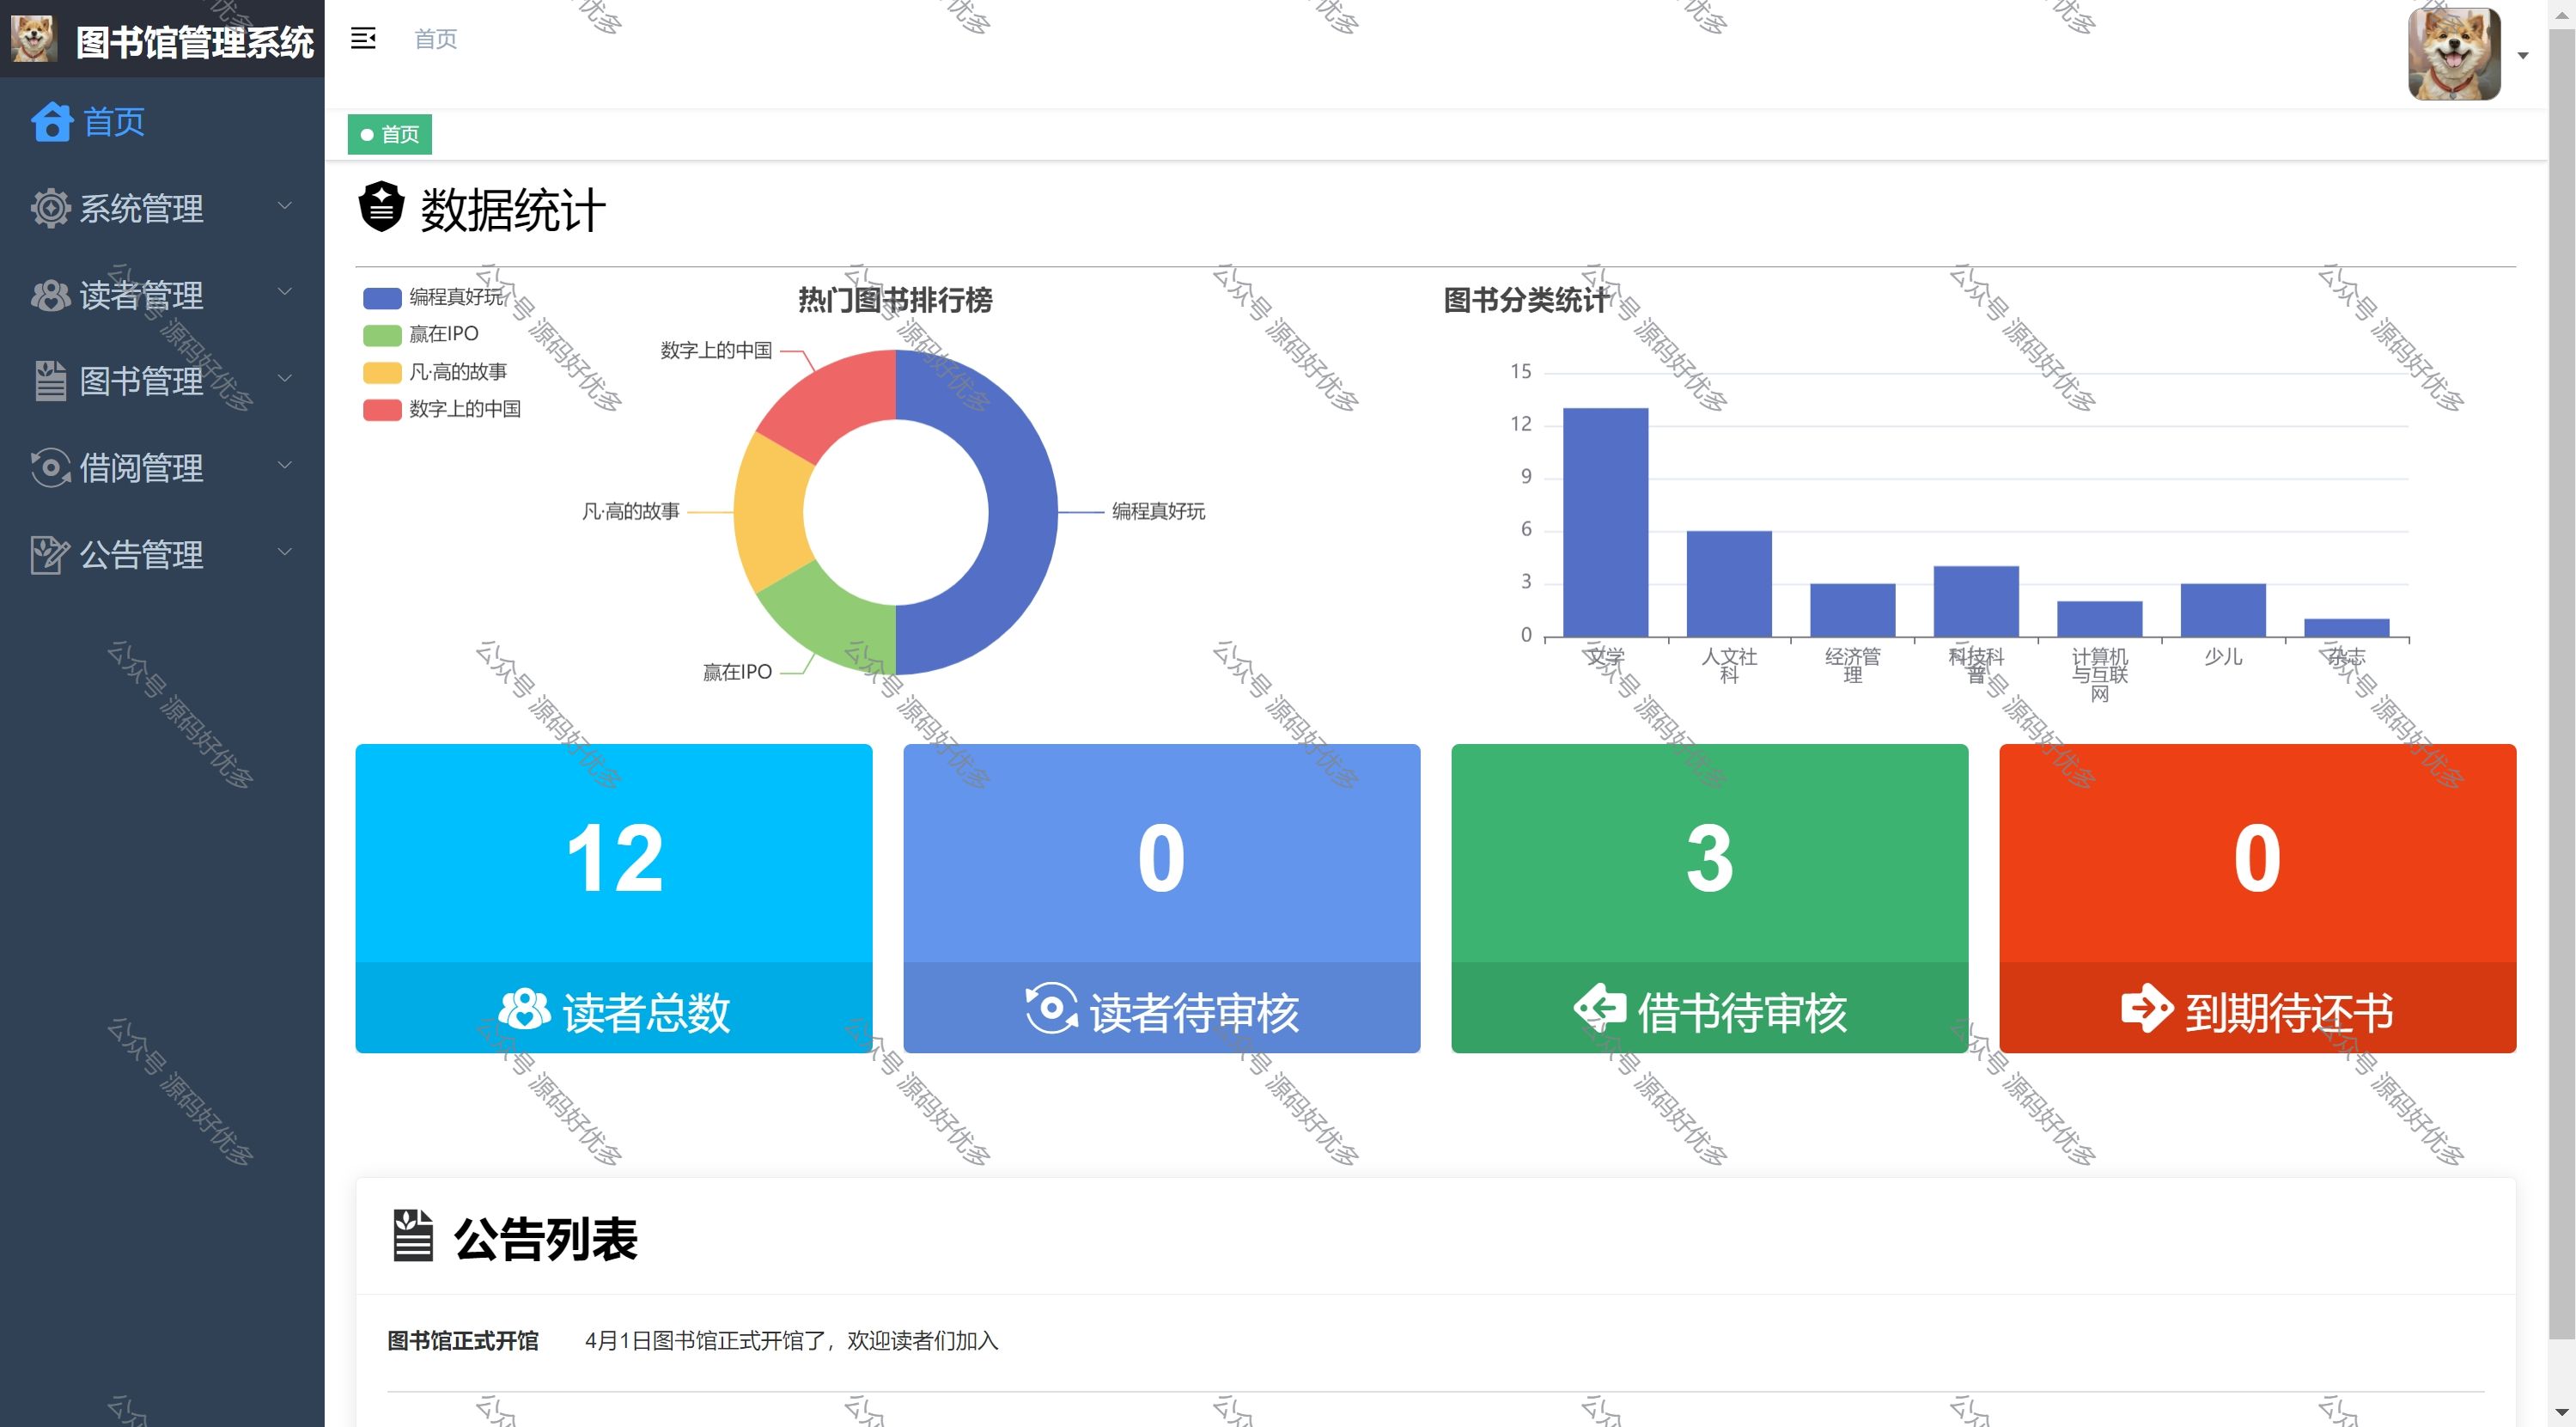 图书馆管理系统
首页
首页
系统管理
读者管理
图书管理
借阅管理
公告管理
首页
数据统计
编程真好玩
赢在IPO
凡·高的故事
数字上的中国
热门图书排行榜
数字上的中国
凡·高的故事
编程真好玩
赢在IPO
图书分类统计
15
12
9
6
3
0
文学
人文社
科
经济管
理
科技科
普
计算机
与互联
网
少儿
杂志
12
读者总数
0
读者待审核
3
借书待审核
0
到期待还书
公告列表
图书馆正式开馆 4月1日图书馆正式开馆了，欢迎读者们加入
公众号 源码好优多